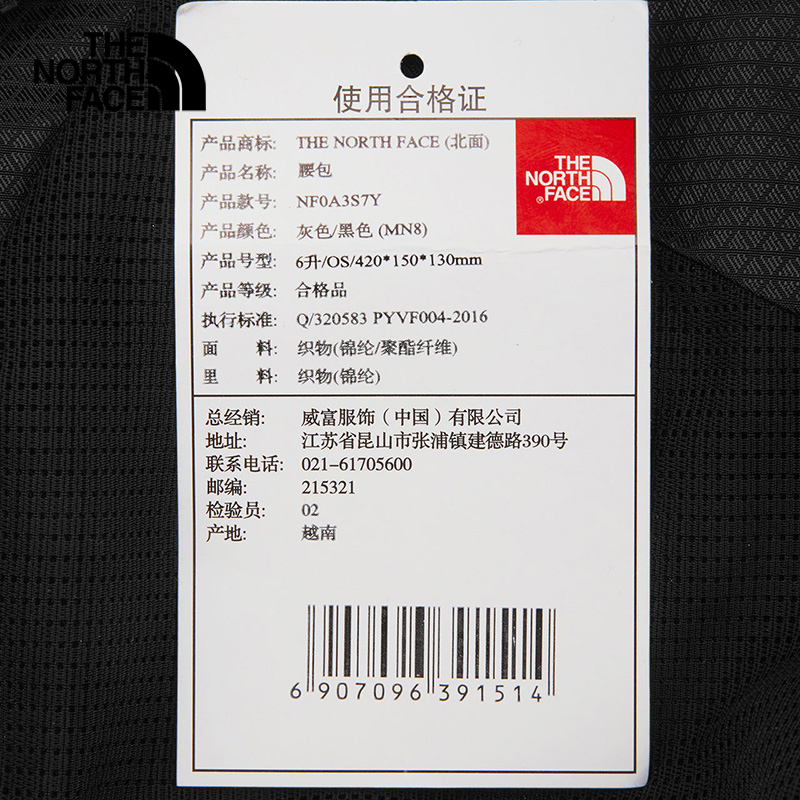 THE
NORTH
FACE
使用合格证
产品商标: THE NORTH FACE (北面)
产品名称: 腰包
产品款号: NF0A3S7Y
产品颜色: 灰色/黑色 (MN8)
产品号型: 6升/OS/420*150*130mm
产品等级: 合格品
执行标准: Q/320583 PYVF004-2016
面 料: 织物(锦纶/聚酯纤维)
里 料: 织物(锦纶)
THE
NORTH
FACE
®
总经销: 威富服饰（中国）有限公司
地址: 江苏省昆山市张浦镇建德路390号
联系电话: 021-61705600
邮编: 215321
检验员: 02
产地: 越南
6 907096 391514